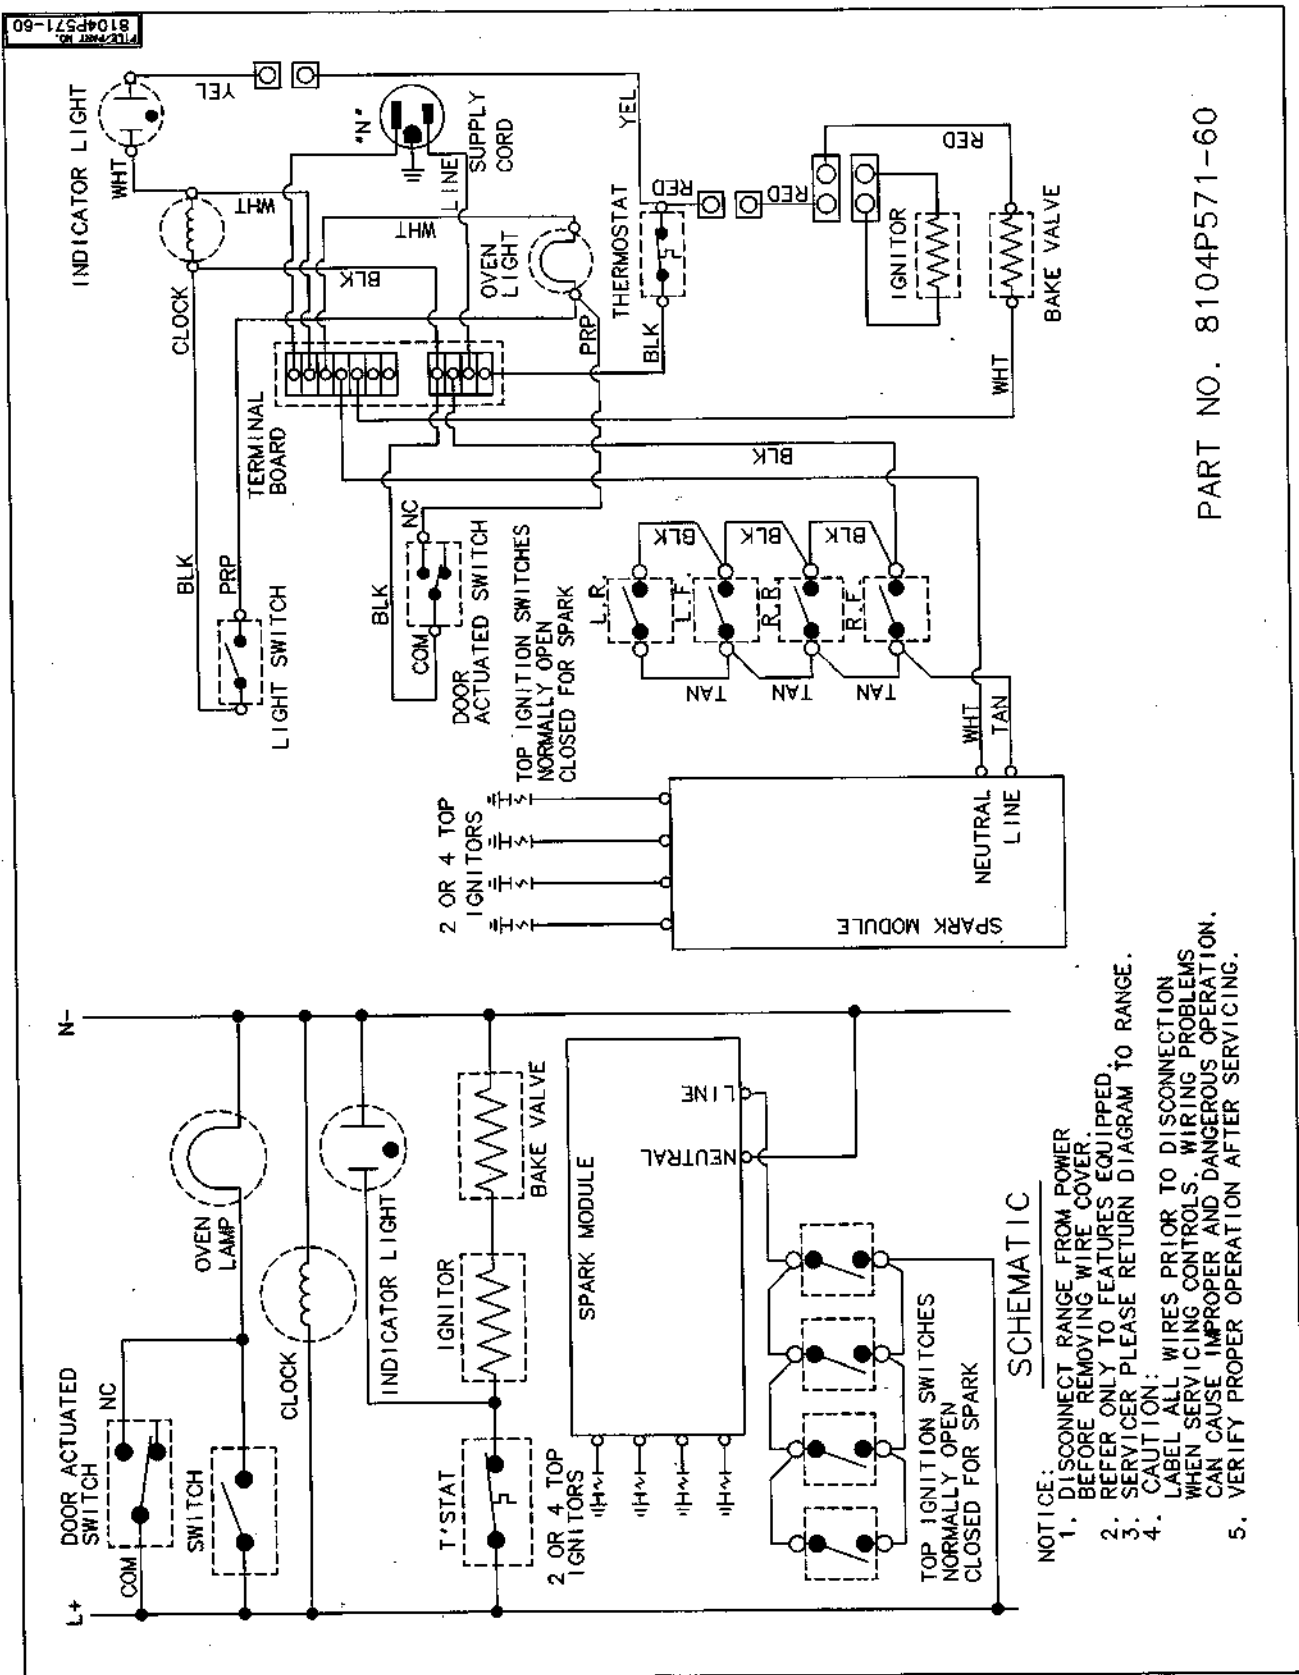 FILE/PART NO.
8104P571-60
INDICATOR LIGHT
YEL
WHT
"N"
SUPPLY
CORD
LINE
WHT
WHT
CLOCK
BLK
OVEN
LIGHT
PRP
YEL
THERMOSTAT
RED
RED
RED
BLK
IGNITOR
BAKE VALVE
WHT
TERMINAL
BOARD
BLK
BLK
PRP
LIGHT SWITCH
BLK
NC
COM
DOOR
ACTUATED SWITCH
TOP IGNITION SWITCHES
NORMALLY OPEN
CLOSED FOR SPARK
L.R.
L.F.
R.R.
R.F.
BLK
BLK
BLK
TAN
TAN
TAN
WHT
TAN
2 OR 4 TOP
IGNITORS
NEUTRAL
LINE
SPARK MODULE
PART NO. 8104P571-60
N-
L+
OVEN
LAMP
DOOR ACTUATED
SWITCH
NC
COM
SWITCH
CLOCK
INDICATOR LIGHT
IGNITOR
BAKE VALVE
T'STAT
2 OR 4 TOP
IGNITORS
SPARK MODULE
LINE
NEUTRAL
TOP IGNITION SWITCHES
NORMALLY OPEN
CLOSED FOR SPARK
SCHEMATIC
NOTICE:
1. DISCONNECT RANGE FROM POWER
BEFORE REMOVING WIRE COVER.
2. REFER ONLY TO FEATURES EQUIPPED.
3. SERVICER PLEASE RETURN DIAGRAM TO RANGE.
4. CAUTION:
LABEL ALL WIRES PRIOR TO DISCONNECTION
WHEN SERVICING CONTROLS. WIRING PROBLEMS
CAN CAUSE IMPROPER AND DANGEROUS OPERATION.
5. VERIFY PROPER OPERATION AFTER SERVICING.